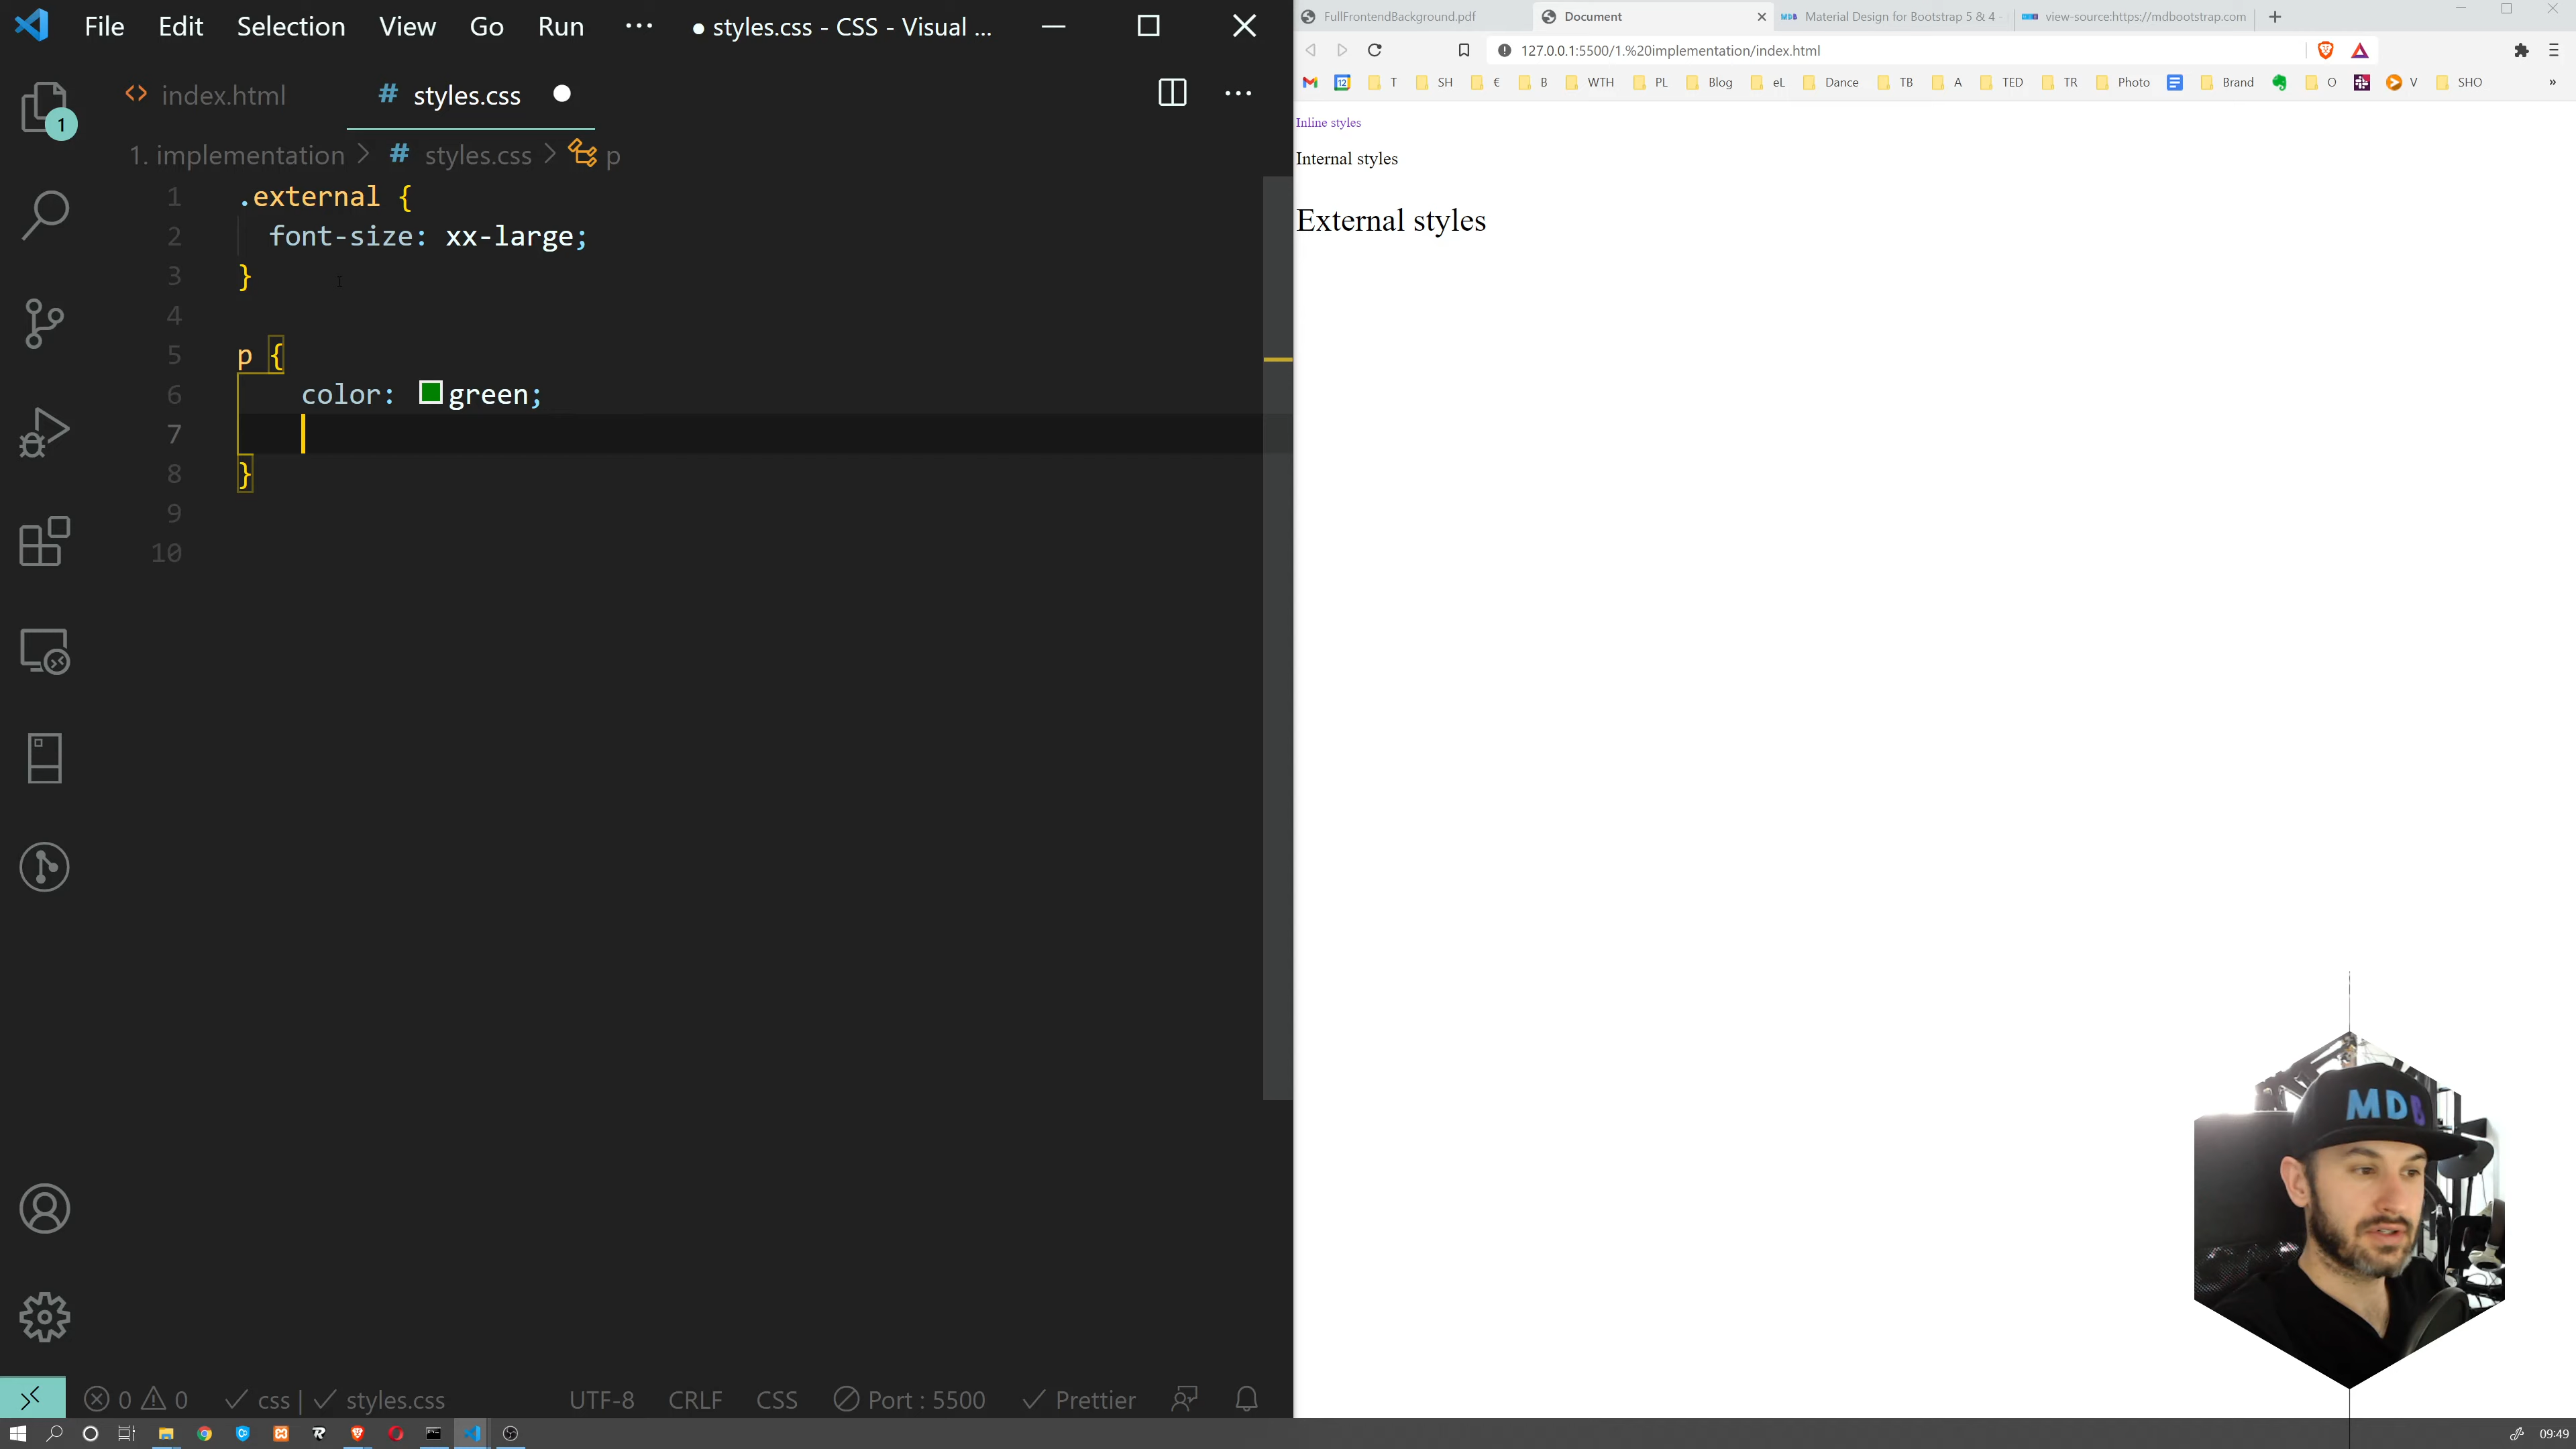 File Edit Selection View Go Run ··· ● styles.css - CSS - Visual ...
index.html # styles.css
1. implementation > # styles.css > p
1 .external {
2 font-size: xx-large;
3 }
4
5 p {
6 color: green;
7
8 }
9
10
1
0 0 css | styles.css UTF-8 CRLF CSS Port : 5500 Prettier
FullFrontendBackground.pdf Document MDB Material Design for Bootstrap 5 & 4 - view-source:https://mdbootstrap.com
127.0.0.1:5500/1.%20implementation/index.html
12 T SH € B WTH PL Blog eL Dance TB A TED TR Photo Brand O V SHO »
Inline styles
Internal styles
External styles
MDB
09:49